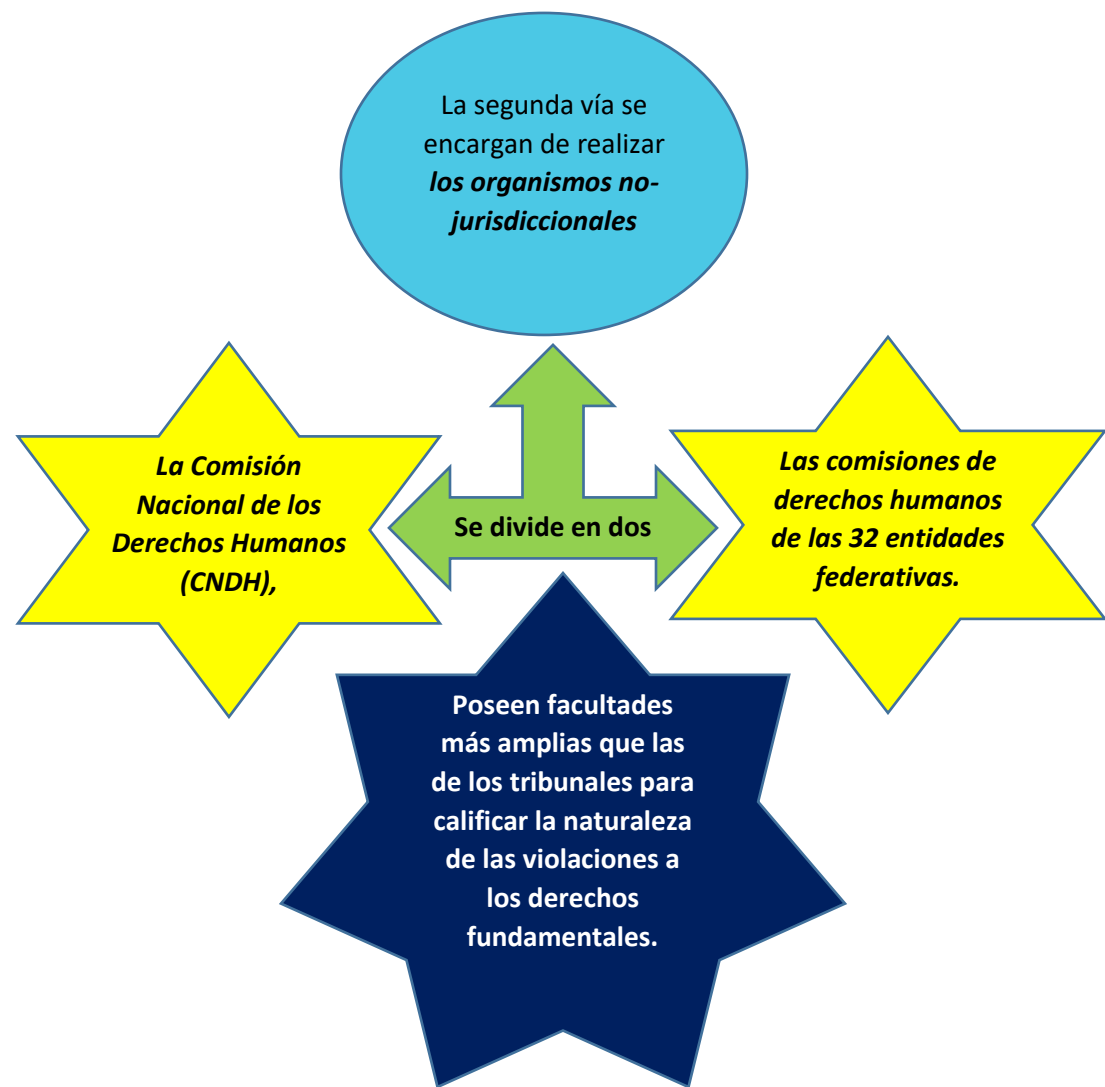 La segunda vía se
encargan de realizar
los organismos no-
jurisdiccionales
La Comisión
Nacional de los
Derechos Humanos
(CNDH),
Se divide en dos
Las comisiones de
derechos humanos
de las 32 entidades
federativas.
Poseen facultades
más amplias que las
de los tribunales para
calificar la naturaleza
de las violaciones a
los derechos
fundamentales.